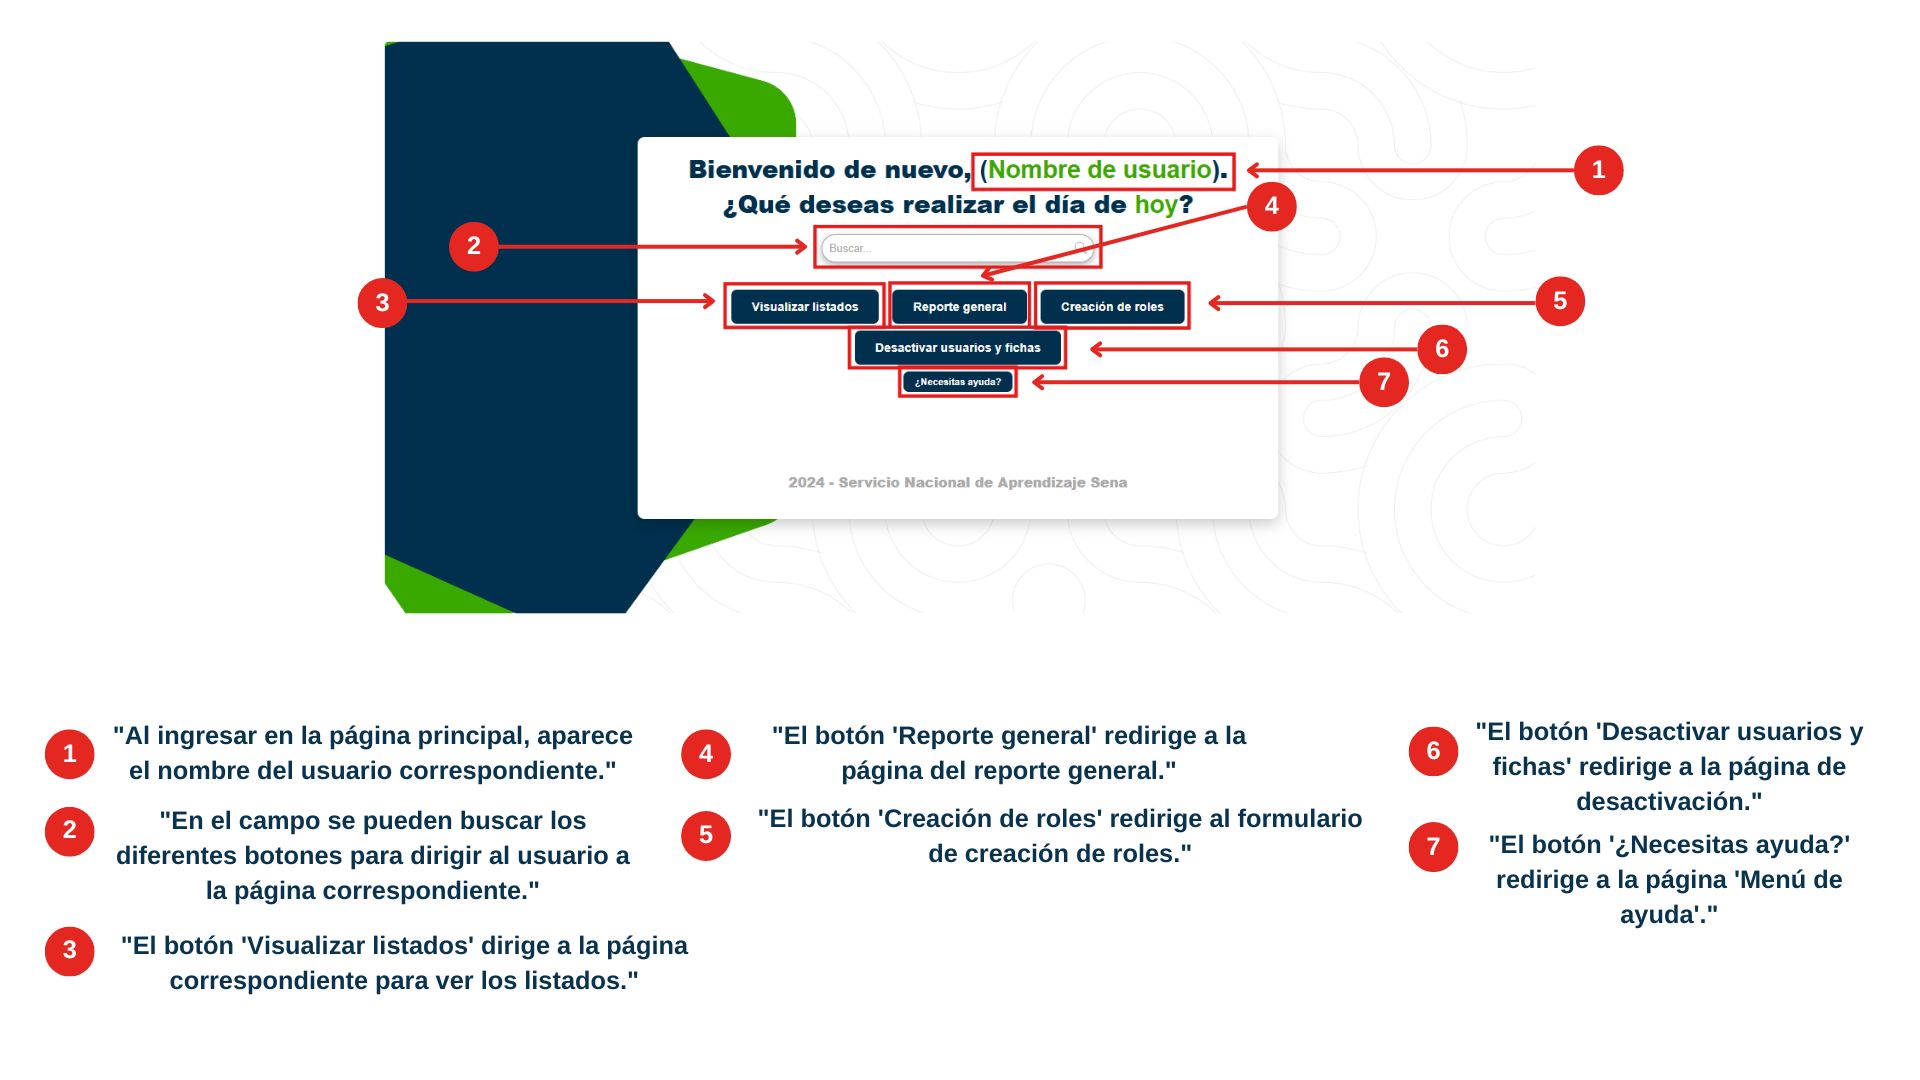 Bienvenido de nuevo, (Nombre de usuario).
1
¿Qué deseas realizar el día de hoy?
4
2
Buscar...
3
Visualizar listados
Reporte general
Creación de roles
5
Desactivar usuarios y fichas
6
¿Necesitas ayuda?
7
2024 - Servicio Nacional de Aprendizaje Sena
1
"Al ingresar en la página principal, aparece
el nombre del usuario correspondiente."
2
"En el campo se pueden buscar los
diferentes botones para dirigir al usuario a
la página correspondiente."
3
"El botón 'Visualizar listados' dirige a la página
correspondiente para ver los listados."
4
"El botón 'Reporte general' redirige a la
página del reporte general."
5
"El botón 'Creación de roles' redirige al formulario
de creación de roles."
6
"El botón 'Desactivar usuarios y
fichas' redirige a la página de
desactivación."
7
"El botón '¿Necesitas ayuda?'
redirige a la página 'Menú de
ayuda'."